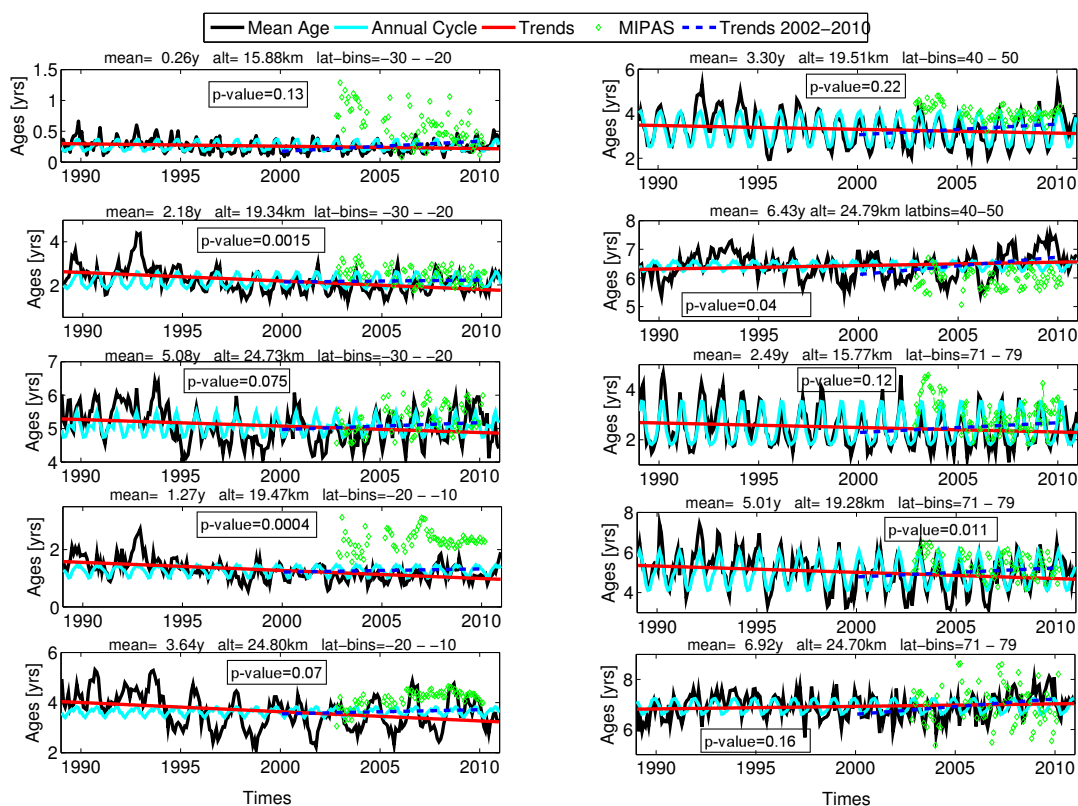 Mean Age Annual Cycle Trends MIPAS Trends 2002−2010
mean= 0.26y alt= 15.88km lat−bins=−30 − −20
p-value=0.13
Ages [yrs]
1.5
1
0.5
0
1990 1995 2000 2005 2010
mean= 2.18y alt= 19.34km lat−bins= −30 − −20
p-value=0.0015
Ages [yrs]
4
2
0
1990 1995 2000 2005 2010
mean= 5.08y alt= 24.73km lat−bins= −30 − −20
p-value=0.075
Ages [yrs]
7
6
5
4
1990 1995 2000 2005 2010
mean= 1.27y alt= 19.47km lat−bins=−20 − −10
p-value=0.0004
Ages [yrs]
2
0
1990 1995 2000 2005 2010
mean= 3.64y alt= 24.80km lat−bins=−20 − −10
p-value=0.07
Ages [yrs]
6
4
2
1990 1995 2000 2005 2010
Times
mean= 3.30y alt= 19.51km lat−bins=40 − 50
p-value=0.22
Ages [yrs]
6
4
2
1990 1995 2000 2005 2010
6.43y alt= 24.79km latbins=40−50
p-value=0.04
Ages [yrs]
8
7
6
5
1990 1995 2000 2005 2010
mean= 2.49y alt= 15.77km lat−bins=71 − 79
p-value=0.12
Ages [yrs]
4
2
1990 1995 2000 2005 2010
mean= 5.01y alt= 19.28km lat−bins=71 − 79
p-value=0.011
Ages [yrs]
8
6
4
1990 1995 2000 2005 2010
mean= 6.92y alt= 24.70km lat−bins=71 − 79
p-value=0.16
Ages [yrs]
8
6
1990 1995 2000 2005 2010
Times